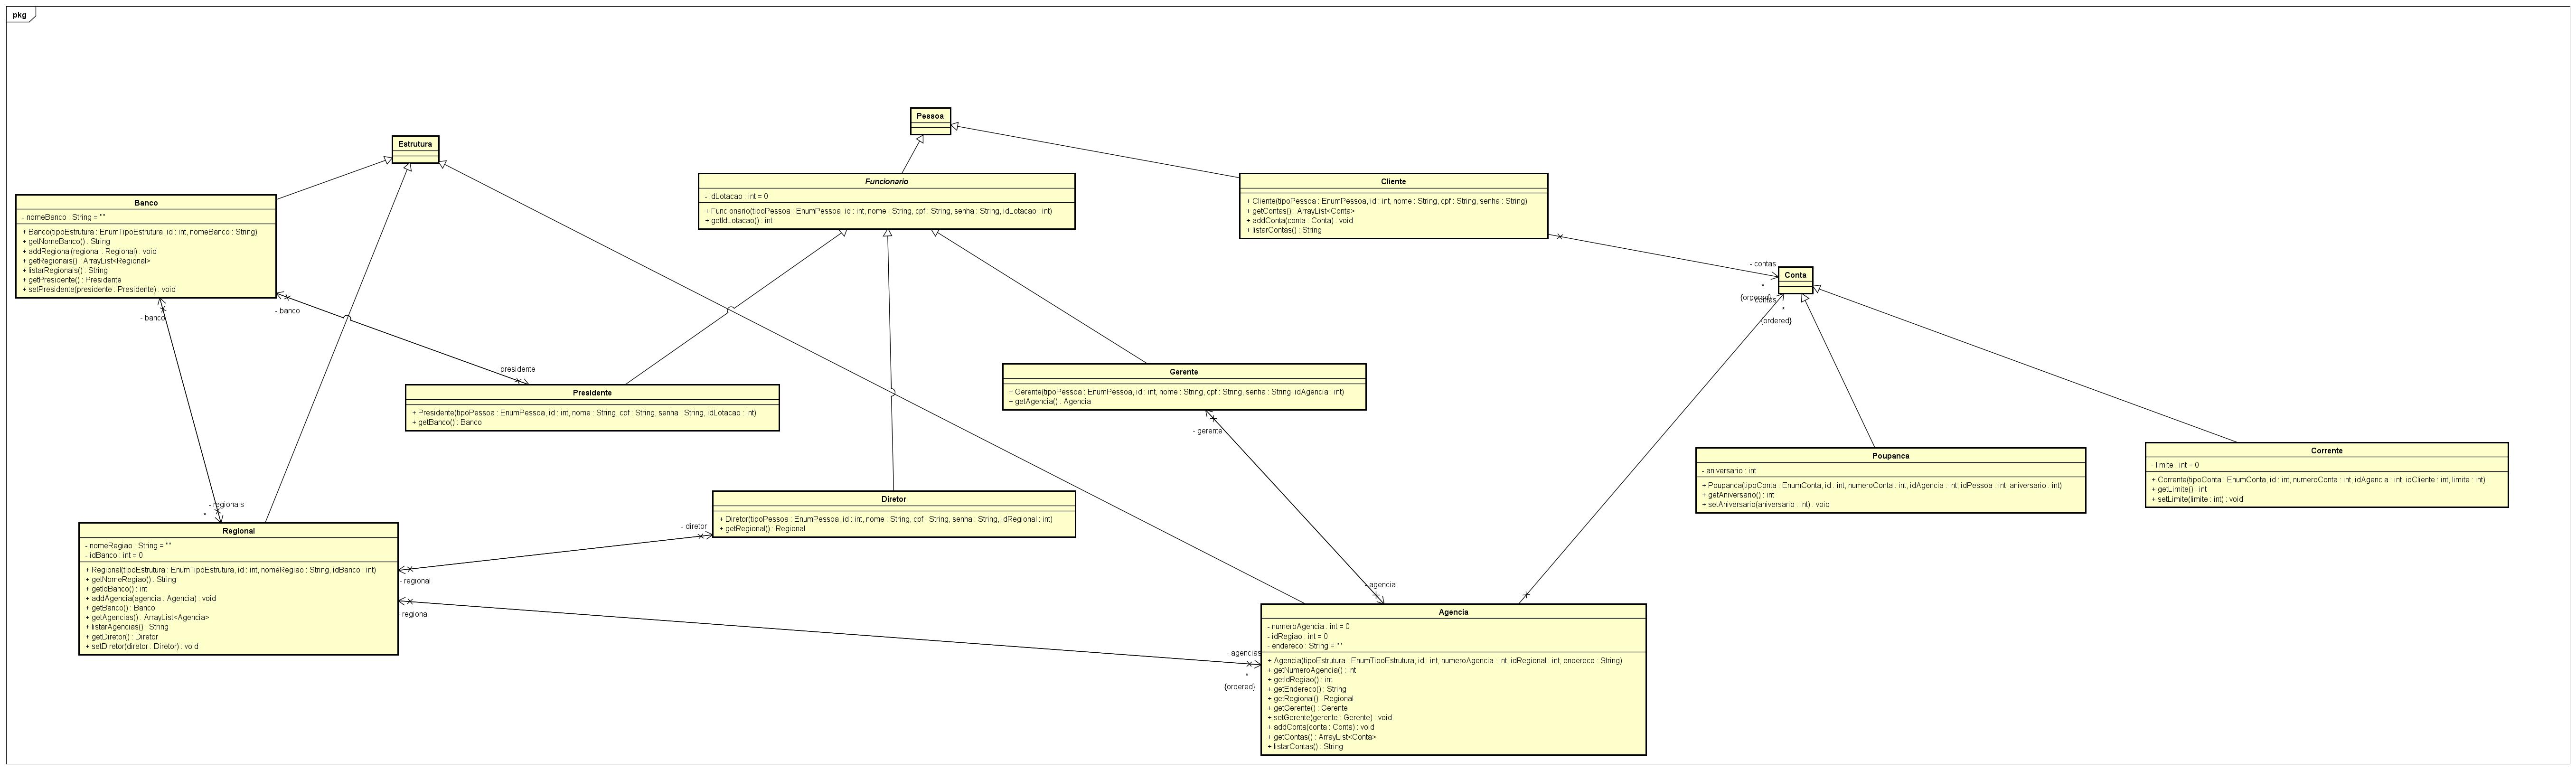 pkg
Pessoa
Estrutura
Banco
- nomeBanco : String = ""
+ Banco(tipoEstrutura : EnumTipoEstrutura, id : int, nomeBanco : String)
+ getNomeBanco() : String
+ addRegional(regional : Regional) : void
+ getRegionais() : ArrayList<Regional>
+ listarRegionais() : String
+ getPresidente() : Presidente
+ setPresidente(presidente : Presidente) : void
Funcionario
- idLotacao : int = 0
+ Funcionario(tipoPessoa : EnumPessoa, id : int, nome : String, cpf : String, senha : String, idLotacao : int)
+ getIdLotacao() : int
Cliente
+ Cliente(tipoPessoa : EnumPessoa, id : int, nome : String, cpf : String, senha : String)
+ getContas() : ArrayList<Conta>
+ addConta(conta : Conta) : void
+ listarContas() : String
- contas
*
{ordered}
Conta
- contas
*
{ordered}
- banco
- banco
- presidente
Presidente
+ Presidente(tipoPessoa : EnumPessoa, id : int, nome : String, cpf : String, senha : String, idLotacao : int)
+ getBanco() : Banco
Gerente
+ Gerente(tipoPessoa : EnumPessoa, id : int, nome : String, cpf : String, senha : String, idAgencia : int)
+ getAgencia() : Agencia
- gerente
Poupanca
- aniversario : int
+ Poupanca(tipoConta : EnumConta, id : int, numeroConta : int, idAgencia : int, idPessoa : int, aniversario : int)
+ getAniversario() : int
+ setAniversario(aniversario : int) : void
Corrente
- limite : int = 0
+ Corrente(tipoConta : EnumConta, id : int, numeroConta : int, idAgencia : int, idCliente : int, limite : int)
+ getLimite() : int
+ setLimite(limite : int) : void
- regionais
*
Regional
- nomeRegiao : String = ""
- idBanco : int = 0
+ Regional(tipoEstrutura : EnumTipoEstrutura, id : int, nomeRegiao : String, idBanco : int)
+ getNomeRegiao() : String
+ getIdBanco() : int
+ addAgencia(agencia : Agencia) : void
+ getBanco() : Banco
+ getAgencias() : ArrayList<Agencia>
+ listarAgencias() : String
+ getDiretor() : Diretor
+ setDiretor(diretor : Diretor) : void
Diretor
+ Diretor(tipoPessoa : EnumPessoa, id : int, nome : String, cpf : String, senha : String, idRegional : int)
+ getRegional() : Regional
- diretor
- regional
- regional
- agencia
- agencias
*
{ordered}
Agencia
- numeroAgencia : int = 0
- idRegiao : int = 0
- endereco : String = ""
+ Agencia(tipoEstrutura : EnumTipoEstrutura, id : int, numeroAgencia : int, idRegional : int, endereco : String)
+ getNumeroAgencia() : int
+ getIdRegiao() : int
+ getEndereco() : String
+ getRegional() : Regional
+ getGerente() : Gerente
+ setGerente(gerente : Gerente) : void
+ addConta(conta : Conta) : void
+ getContas() : ArrayList<Conta>
+ listarContas() : String